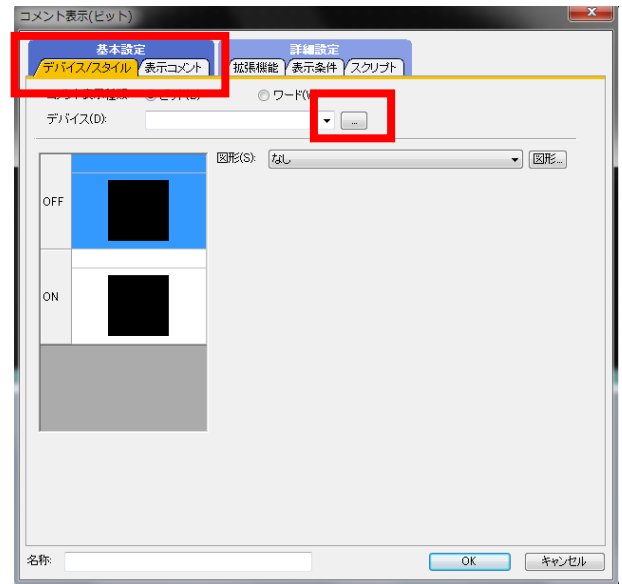 コメント表示(ビット)
基本設定 詳細設定
デバイス/スタイル 表示コメント 拡張機能 表示条件 スクリプト
ワード(
デバイス(D):
...
図形(S): なし 図形...
OFF
ON
名称:
OK キャンセル